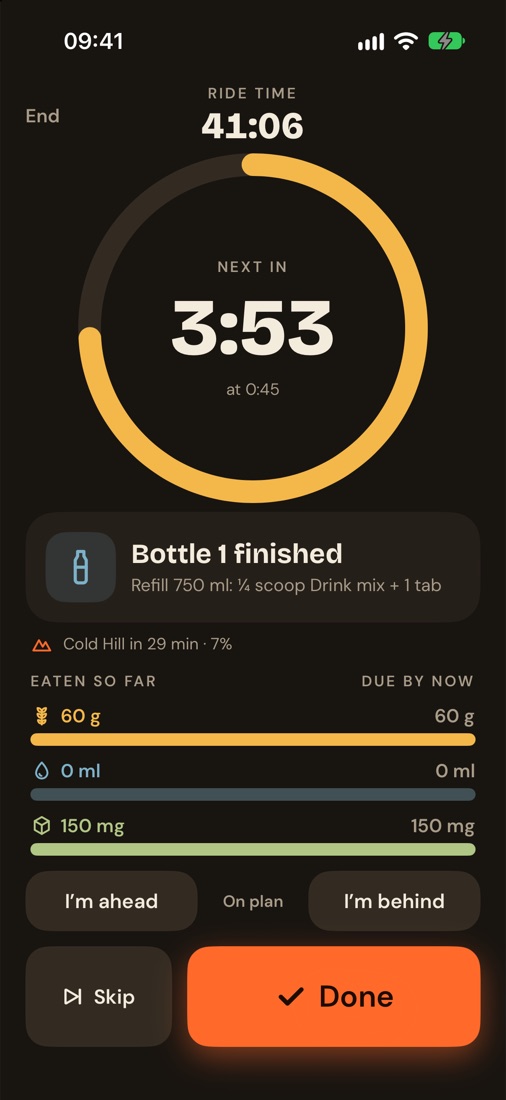 09:41
RIDE TIME
End
41:06
NEXT IN
3:53
at 0:45
Bottle 1 finished
Refill 750 ml: ¼ scoop Drink mix + 1 tab
Cold Hill in 29 min · 7%
EATEN SO FAR DUE BY NOW
60 g 60 g
0 ml 0 ml
150 mg 150 mg
I’m ahead On plan I’m behind
Skip Done